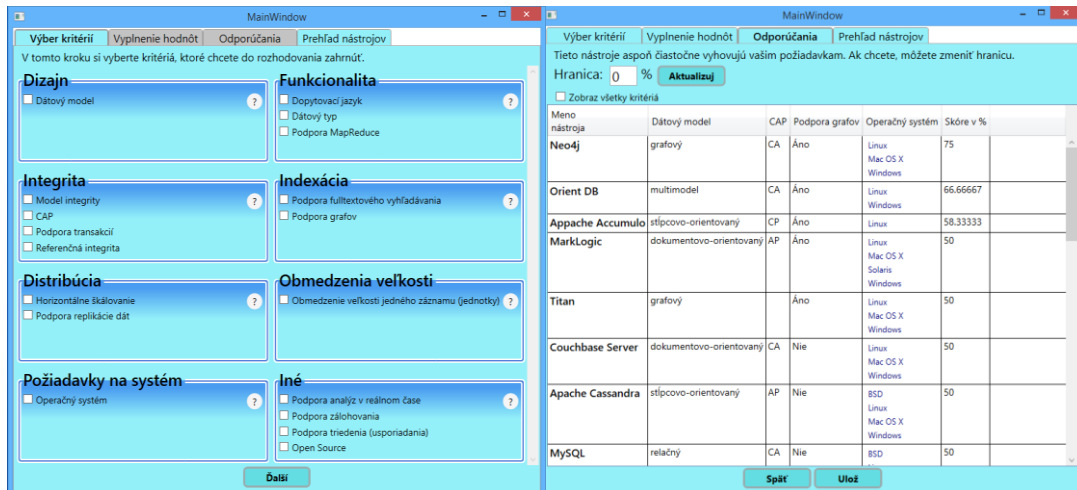 MainWindow
Výber kritérií Vyplnenie hodnôt Odporúčania Prehľad nástrojov
V tomto kroku si vyberte kritériá, ktoré chcete do rozhodovania zahrnúť.
Dizajn
Dátový model ?
Funkcionalita
Dopytovací jazyk ?
Dátový typ
Podpora MapReduce
Integrita
Model integrity ?
CAP
Podpora transakcií
Referenčná integrita
Indexácia
Podpora fulltextového vyhľadávania ?
Podpora grafov
Distribúcia
Horizontálne škálovanie ?
Podpora replikácie dát
Obmedzenia veľkosti
Obmedzenie veľkosti jedného záznamu (jednotky) ?
Požiadavky na systém
Operačný systém ?
Iné
Podpora analýz v reálnom čase ?
Podpora zálohovania
Podpora triedenia (usporiadania)
Open Source
Ďalší
MainWindow
Výber kritérií Vyplnenie hodnôt Odporúčania Prehľad nástrojov
Tieto nástroje aspoň čiastočne vyhovujú vašim požiadavkam. Ak chcete, môžete zmeniť hranicu.
Hranica: 0 % Aktualizuj
Zobraz všetky kritériá
Meno
nástroja Dátový model CAP Podpora grafov Operačný systém Skóre v %
Neo4j grafový CA Áno Linux 75
Mac OS X
Windows
Orient DB multimodel CA Áno Linux 66.66667
Windows
Appache Accumulo stĺpcovo-orientovaný CP Áno Linux 58.33333
MarkLogic dokumentovo-orientovaný AP Áno Linux 50
Mac OS X
Solaris
Windows
Titan grafový Áno Linux 50
Mac OS X
Windows
Couchbase Server dokumentovo-orientovaný CA Nie Linux 50
Mac OS X
Windows
Apache Cassandra stĺpcovo-orientovaný AP Nie BSD 50
Linux
Mac OS X
Windows
MySQL relačný CA Nie BSD 50
Späť Ulož